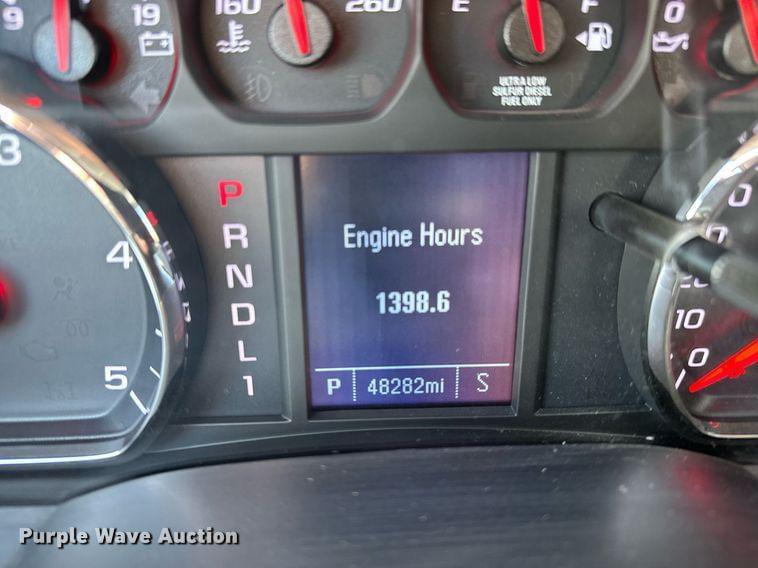 9 19 160 260 E F 0
ULTRA LOW
SULFUR DIESEL
FUEL ONLY
3
P
Engine Hours
R
4
N
1398.6
D
10
L
0
5
1
P 48282mi S
Purple Wave Auction